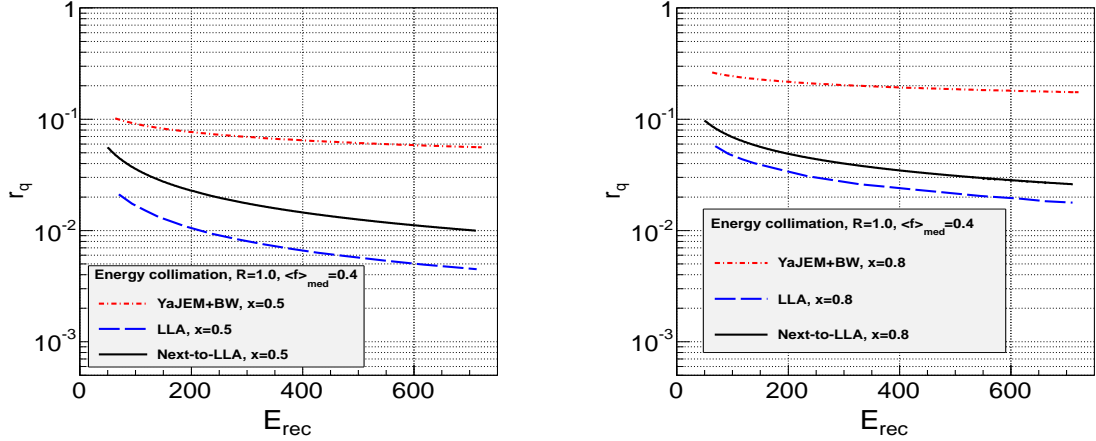 1
10⁻¹
10⁻²
10⁻³
r_q
0
200
400
600
E_rec
Energy collimation, R=1.0, <f>_med=0.4
YaJEM+BW, x=0.5
LLA, x=0.5
Next-to-LLA, x=0.5
1
10⁻¹
10⁻²
10⁻³
r_q
0
200
400
600
E_rec
Energy collimation, R=1.0, <f>_med=0.4
YaJEM+BW, x=0.8
LLA, x=0.8
Next-to-LLA, x=0.8